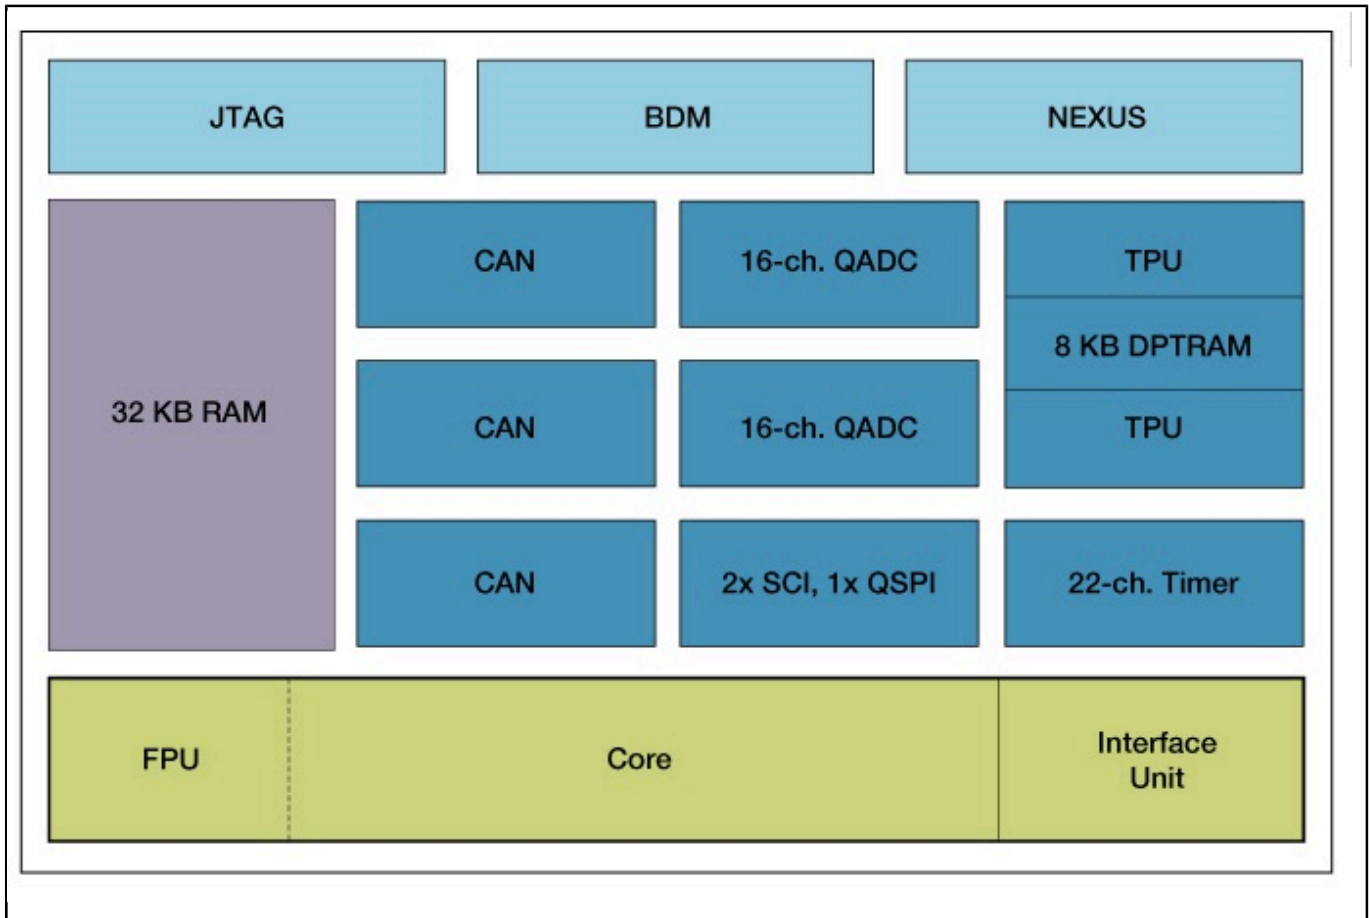 JTAG
BDM
NEXUS
CAN
16-ch. QADC
TPU
8 KB DPTRAM
32 KB RAM
CAN
16-ch. QADC
TPU
CAN
2x SCI, 1x QSPI
22-ch. Timer
FPU
Core
Interface
Unit